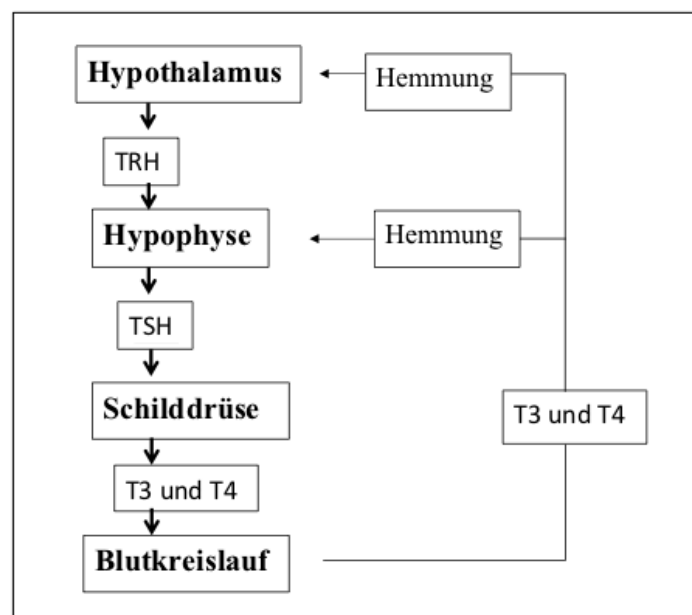 Hypothalamus
Hemmung
TRH
Hypophyse
Hemmung
TSH
Schilddrüse
T3 und T4
T3 und T4
Blutkreislauf